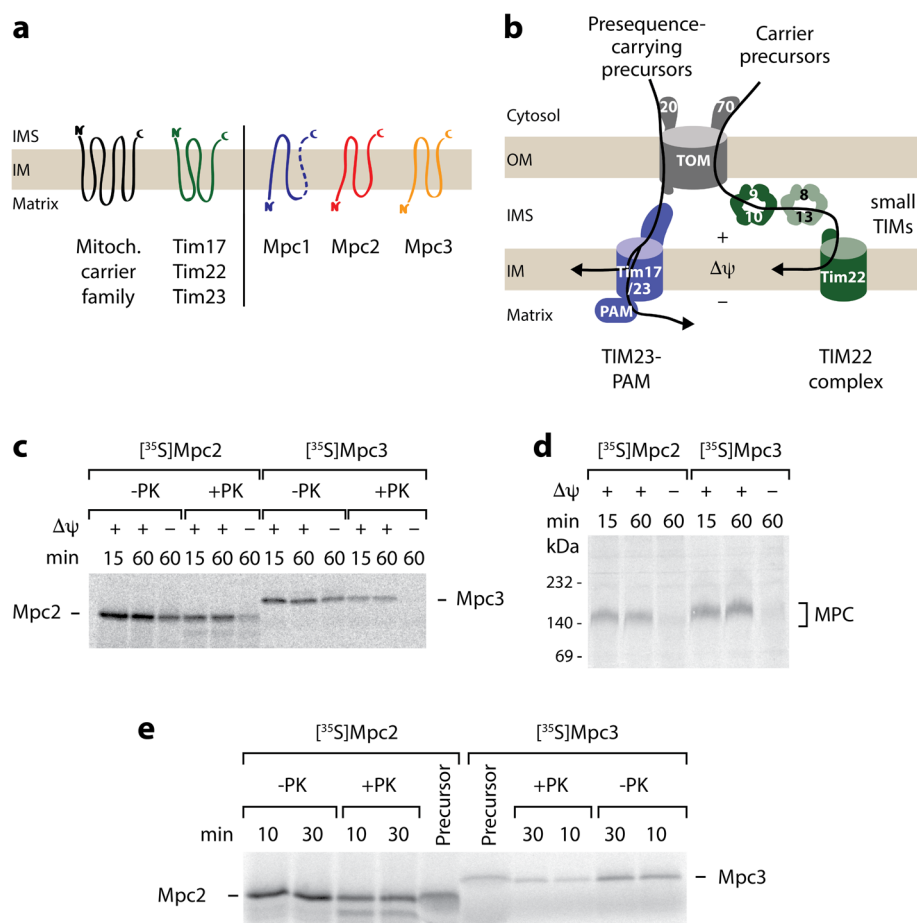 a
IMS
IM
Matrix
N C N C C C C
N N N
Mitoch.
carrier
family
Tim17
Tim22
Tim23
Mpc1 Mpc2 Mpc3
b
Presequence-
carrying
precursors
Carrier
precursors
Cytosol
20 70
OM
TOM
IMS
9
10
8
13
small
TIMs
+
IM
Tim17
/23
Δψ
Tim22
Matrix
PAM
–
TIM23-
PAM
TIM22
complex
c
[³⁵S]Mpc2 [³⁵S]Mpc3
-PK +PK -PK +PK
Δψ + + – + + – + + – + + –
min 15 60 60 15 60 60 15 60 60 15 60 60
Mpc2 –
– Mpc3
d
[³⁵S]Mpc2 [³⁵S]Mpc3
Δψ + + – + + –
min 15 60 60 15 60 60
kDa
232 -
140 -
69 -
MPC
e
[³⁵S]Mpc2 [³⁵S]Mpc3
-PK +PK Precursor Precursor +PK -PK
min 10 30 10 30 30 10 30 10
Mpc2 –
– Mpc3